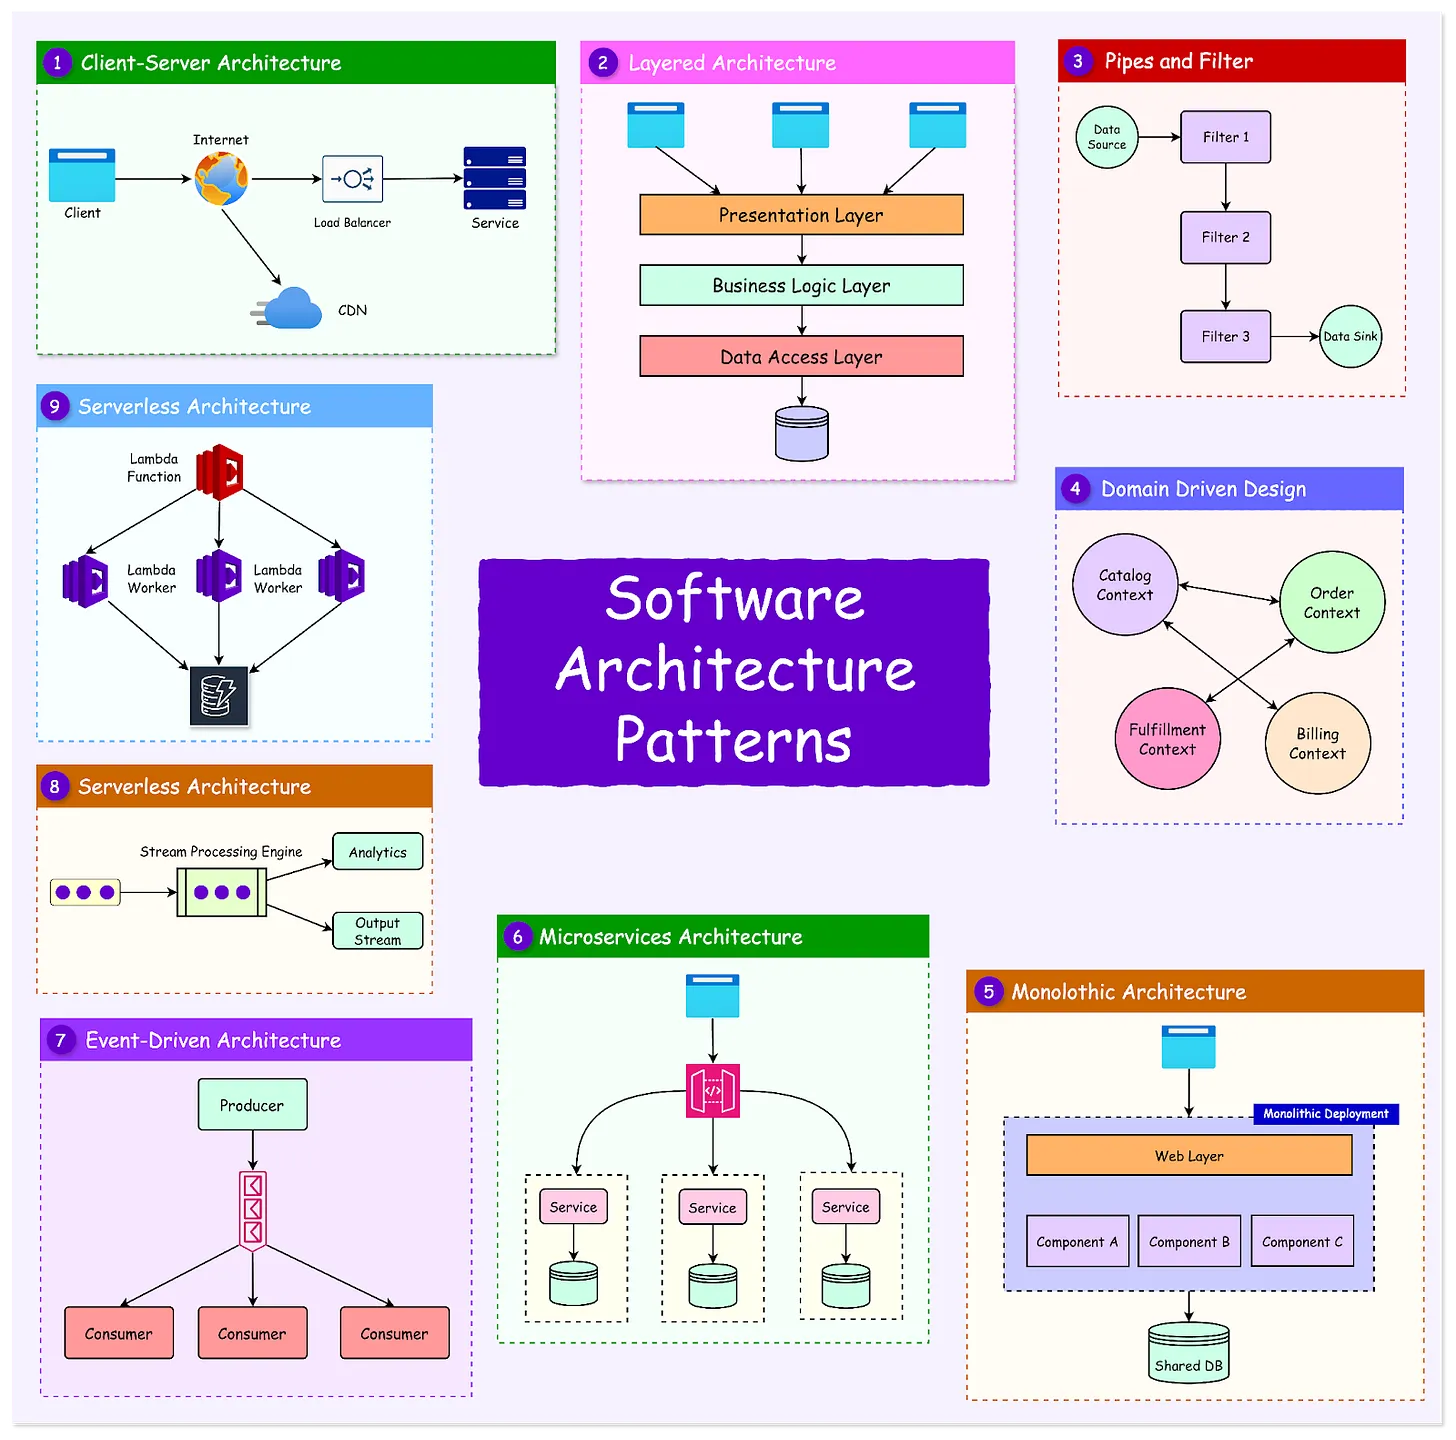 1 Client-Server Architecture
Internet
Client
Load Balancer
Service
CDN
2 Layered Architecture
Presentation Layer
Business Logic Layer
Data Access Layer
3 Pipes and Filter
Data
Source
Filter 1
Filter 2
Filter 3
Data Sink
9 Serverless Architecture
Lambda
Function
Lambda
Worker
Lambda
Worker
Software
Architecture
Patterns
4 Domain Driven Design
Catalog
Context
Order
Context
Fulfillment
Context
Billing
Context
8 Serverless Architecture
Stream Processing Engine
Analytics
Output
Stream
7 Event-Driven Architecture
Producer
Consumer
Consumer
Consumer
6 Microservices Architecture
</>
Service
Service
Service
5 Monolothic Architecture
Monolithic Deployment
Web Layer
Component A
Component B
Component C
Shared DB